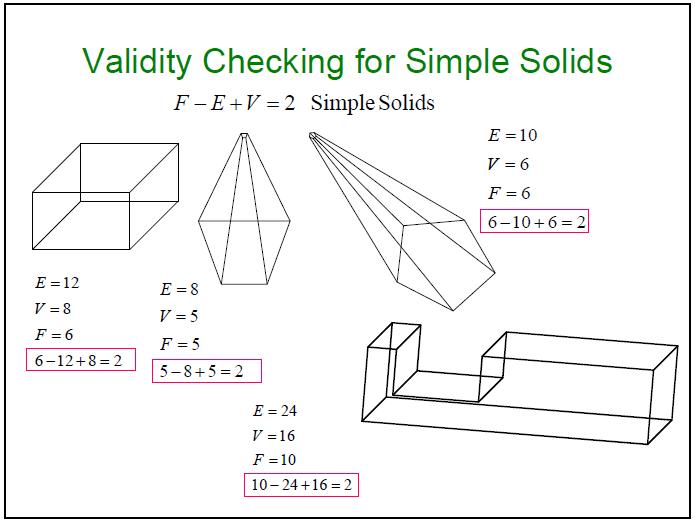 Validity Checking for Simple Solids
F – E + V = 2 Simple Solids
E = 10
V = 6
F = 6
6 – 10 + 6 = 2
E = 12
V = 8
F = 6
6 – 12 + 8 = 2
E = 8
V = 5
F = 5
5 – 8 + 5 = 2
E = 24
V = 16
F = 10
10 – 24 + 16 = 2